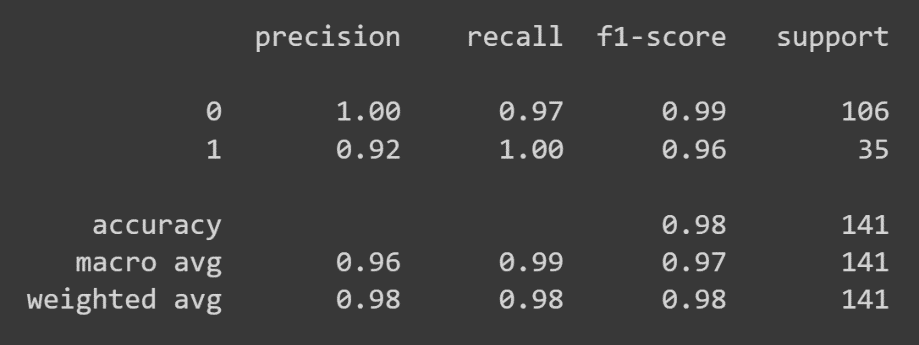 precision recall f1-score support
0 1.00 0.97 0.99 106
1 0.92 1.00 0.96 35
accuracy 0.98 141
macro avg 0.96 0.99 0.97 141
weighted avg 0.98 0.98 0.98 141